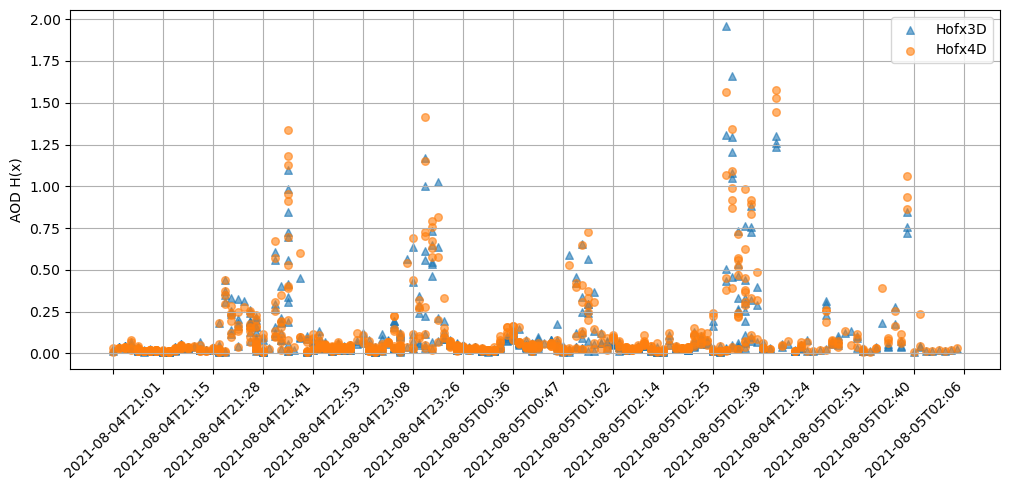 2.00
1.75
1.50
1.25
1.00
0.75
0.50
0.25
0.00
AOD H(x)
Hofx3D
Hofx4D
2021-08-04T21:01
2021-08-04T21:15
2021-08-04T21:28
2021-08-04T21:41
2021-08-04T22:53
2021-08-04T23:08
2021-08-04T23:26
2021-08-05T00:36
2021-08-05T00:47
2021-08-05T01:02
2021-08-05T02:14
2021-08-05T02:25
2021-08-05T02:38
2021-08-04T21:24
2021-08-05T02:51
2021-08-05T02:40
2021-08-05T02:06